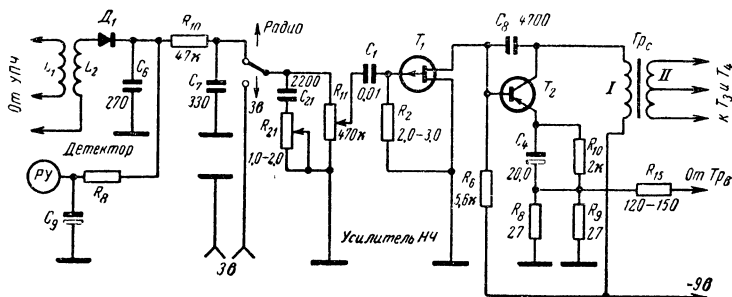 Д₁
R₁₀
47к
Радио
Зв
От УПЧ
L₁
L₂
C₆
270
C₇
330
2200
C₂₁
R₂₁
1,0–2,0
R₁₁
470к
C₁
0,01
T₁
R₂
2,0–3,0
C₈ 4700
T₂
Трс
I
II
к Т₃ и Т₄
C₄
20,0
R₁₀
2к
R₁₅
120–150
От Трв
R₆
5,6к
R₈
27
R₉
27
Детектор
РУ
R₈
C₉
Зв
Усилитель НЧ
-9в